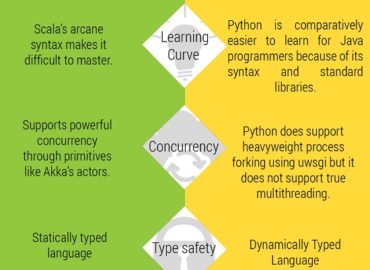 Scala's arcane
syntax makes it
difficult to master.
Learning
Curve
Python is comparatively
easier to learn for Java
programmers because of its
syntax and standard
libraries.
Supports powerful
concurrency
through primitives
like Akka's actors.
Concurrency
Python does support
heavyweight process
forking using uwsgi but it
does not support true
multithreading.
Statically typed
language
Type safety
Dynamically Typed
Language